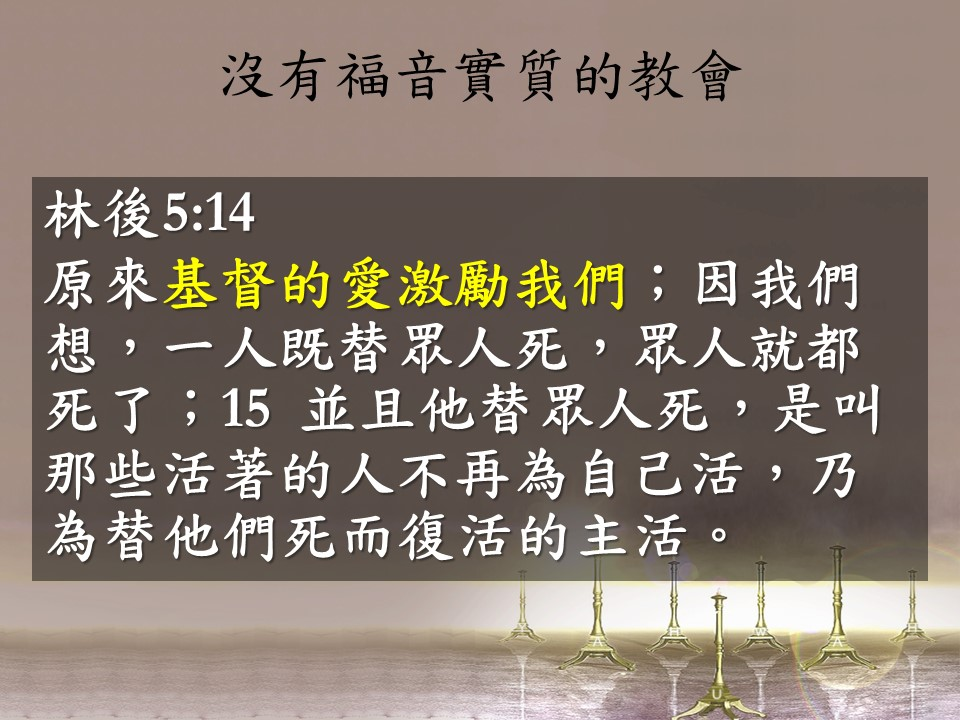 沒有福音實質的教會
林後5:14
原來基督的愛激勵我們；因我們
想，一人既替眾人死，眾人就都
死了；15 並且他替眾人死，是叫
那些活著的人不再為自己活，乃
為替他們死而復活的主活。